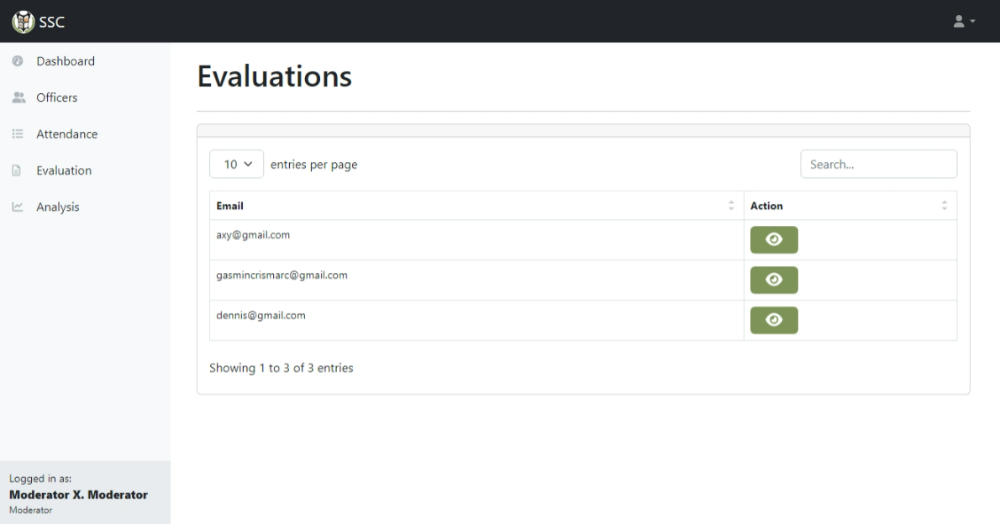 SSC
Dashboard
Officers
Attendance
Evaluation
Analysis
Logged in as:
Moderator X. Moderator
Moderator
Evaluations
10 entries per page
Search...
Email Action
axy@gmail.com
gasmincrismarc@gmail.com
dennis@gmail.com
Showing 1 to 3 of 3 entries